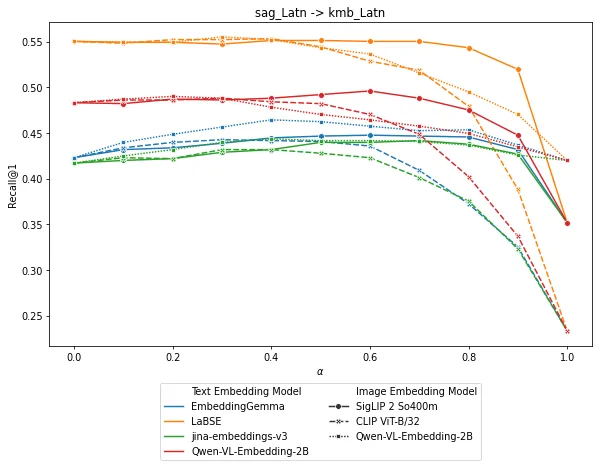 sag_Latn -> kmb_Latn
Recall@1
0.55
0.50
0.45
0.40
0.35
0.30
0.25
0.0 0.2 0.4 0.6 0.8 1.0
α
Text Embedding Model
EmbeddingGemma
LaBSE
jina-embeddings-v3
Qwen-VL-Embedding-2B
Image Embedding Model
SigLIP 2 So400m
CLIP ViT-B/32
Qwen-VL-Embedding-2B